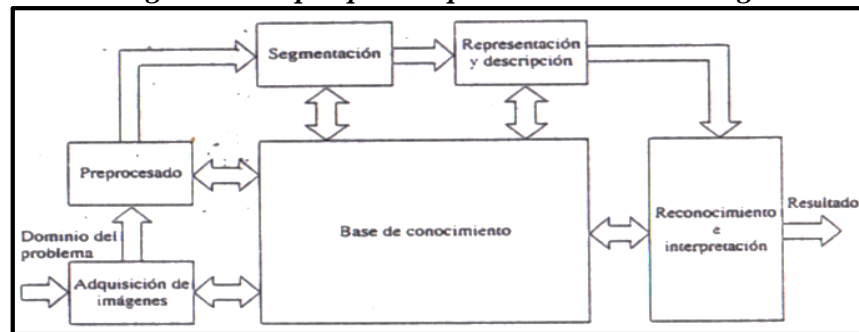 Segmentación
Representación
y descripción
Preprocesado
Base de conocimiento
Reconocimiento
e
interpretación
Resultado
Dominio del
problema
Adquisición de
imágenes